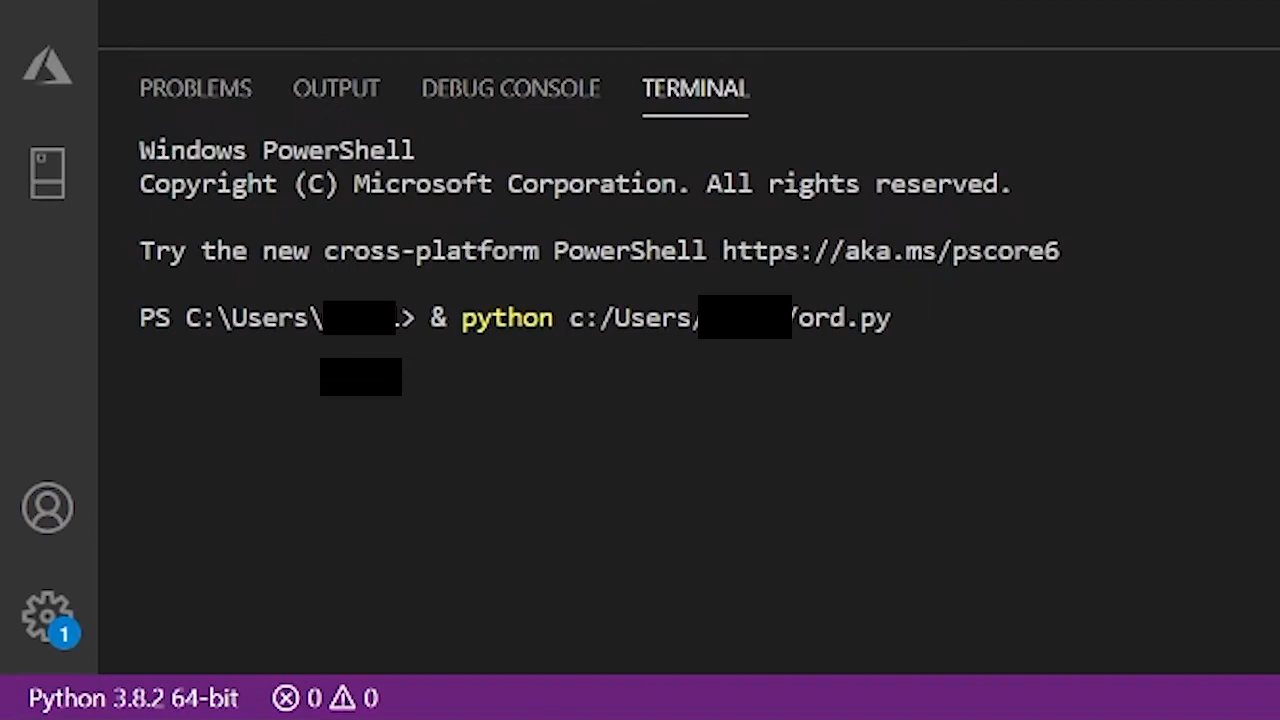 PROBLEMS OUTPUT DEBUG CONSOLE TERMINAL
Windows PowerShell
Copyright (C) Microsoft Corporation. All rights reserved.
Try the new cross-platform PowerShell https://aka.ms/pscore6
PS C:\Users\ > & python c:/Users/ /ord.py
1
Python 3.8.2 64-bit 0 0